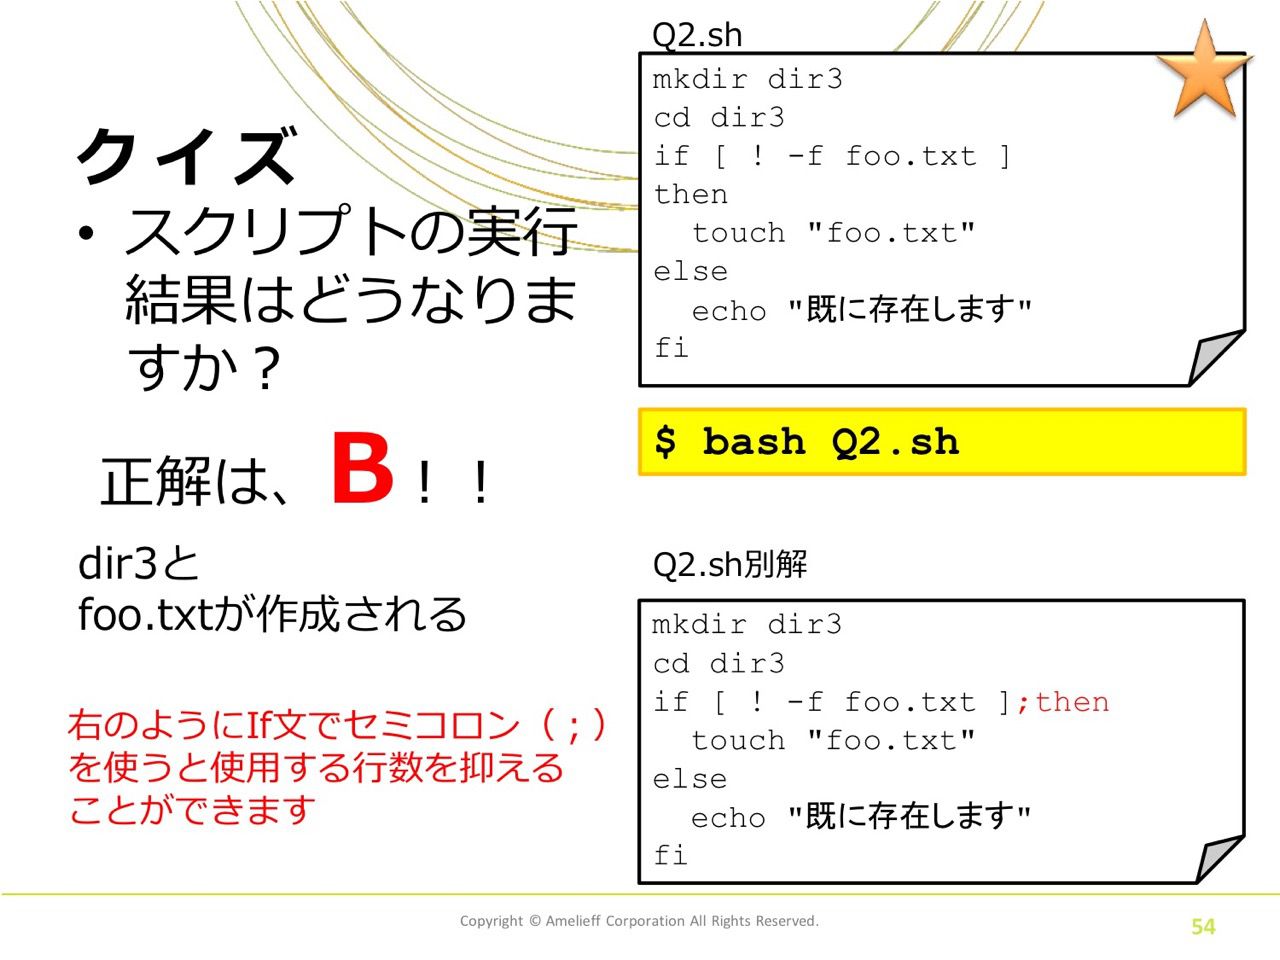 クイズ
• スクリプトの実行
結果はどうなりま
すか？
正解は、B！！
dir3と
foo.txtが作成される
右のようにIf文でセミコロン（；）
を使うと使用する行数を抑える
ことができます
Q2.sh
mkdir dir3
cd dir3
if [ ! -f foo.txt ]
then
  touch "foo.txt"
else
  echo "既に存在します"
fi
$ bash Q2.sh
Q2.sh別解
mkdir dir3
cd dir3
if [ ! -f foo.txt ];then
  touch "foo.txt"
else
  echo "既に存在します"
fi
Copyright © Amelieff Corporation All Rights Reserved.
54